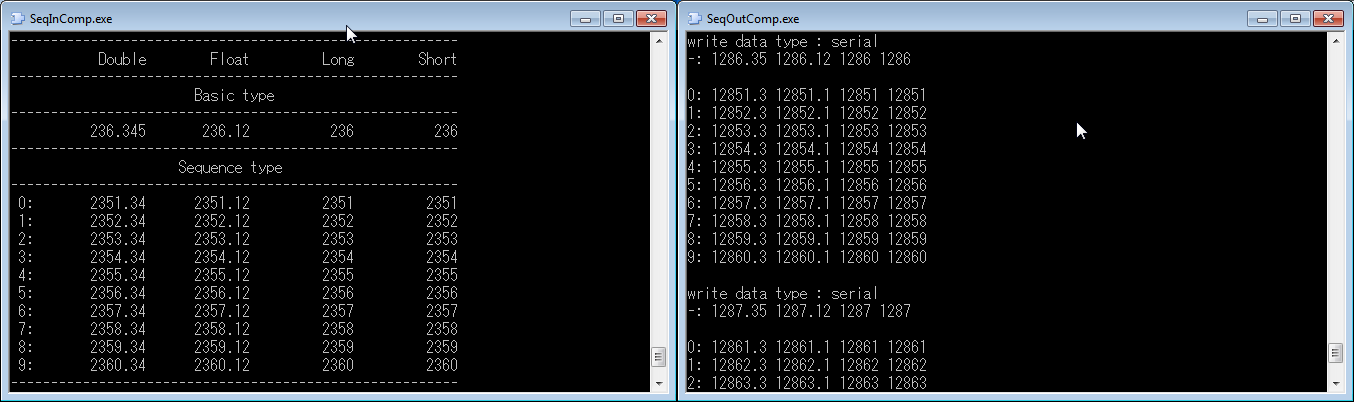 SeqInComp.exe
--------------------------------------------------------
Double Float Long Short
--------------------------------------------------------
Basic type
--------------------------------------------------------
236.345 236.12 236 236
--------------------------------------------------------
Sequence type
--------------------------------------------------------
0: 2351.34 2351.12 2351 2351
1: 2352.34 2352.12 2352 2352
2: 2353.34 2353.12 2353 2353
3: 2354.34 2354.12 2354 2354
4: 2355.34 2355.12 2355 2355
5: 2356.34 2356.12 2356 2356
6: 2357.34 2357.12 2357 2357
7: 2358.34 2358.12 2358 2358
8: 2359.34 2359.12 2359 2359
9: 2360.34 2360.12 2360 2360
--------------------------------------------------------
SeqOutComp.exe
write data type : serial
-: 1286.35 1286.12 1286 1286
0: 12851.3 12851.1 12851 12851
1: 12852.3 12852.1 12852 12852
2: 12853.3 12853.1 12853 12853
3: 12854.3 12854.1 12854 12854
4: 12855.3 12855.1 12855 12855
5: 12856.3 12856.1 12856 12856
6: 12857.3 12857.1 12857 12857
7: 12858.3 12858.1 12858 12858
8: 12859.3 12859.1 12859 12859
9: 12860.3 12860.1 12860 12860
write data type : serial
-: 1287.35 1287.12 1287 1287
0: 12861.3 12861.1 12861 12861
1: 12862.3 12862.1 12862 12862
2: 12863.3 12863.1 12863 12863